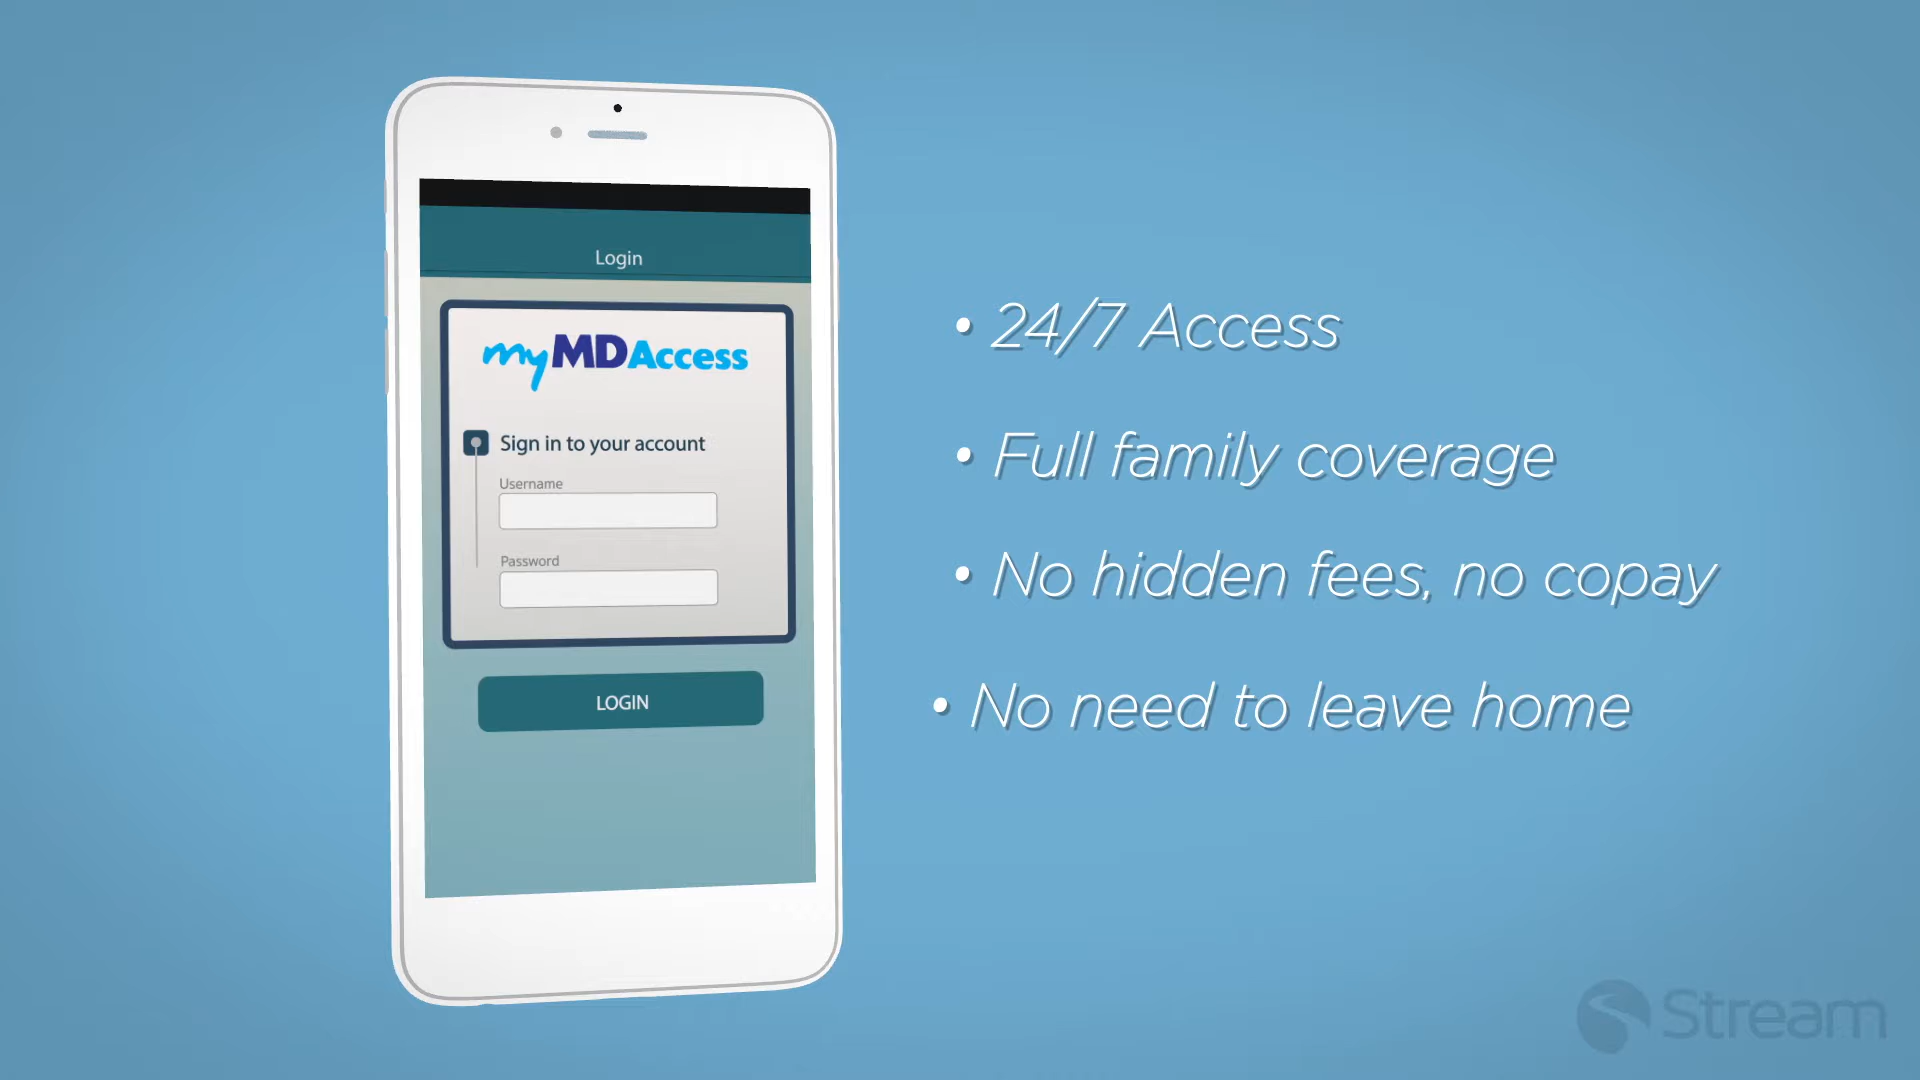 Login
myMDAccess
Sign in to your account
Username
Password
LOGIN
• 24/7 Access
• Full family coverage
• No hidden fees, no copay
• No need to leave home
Stream